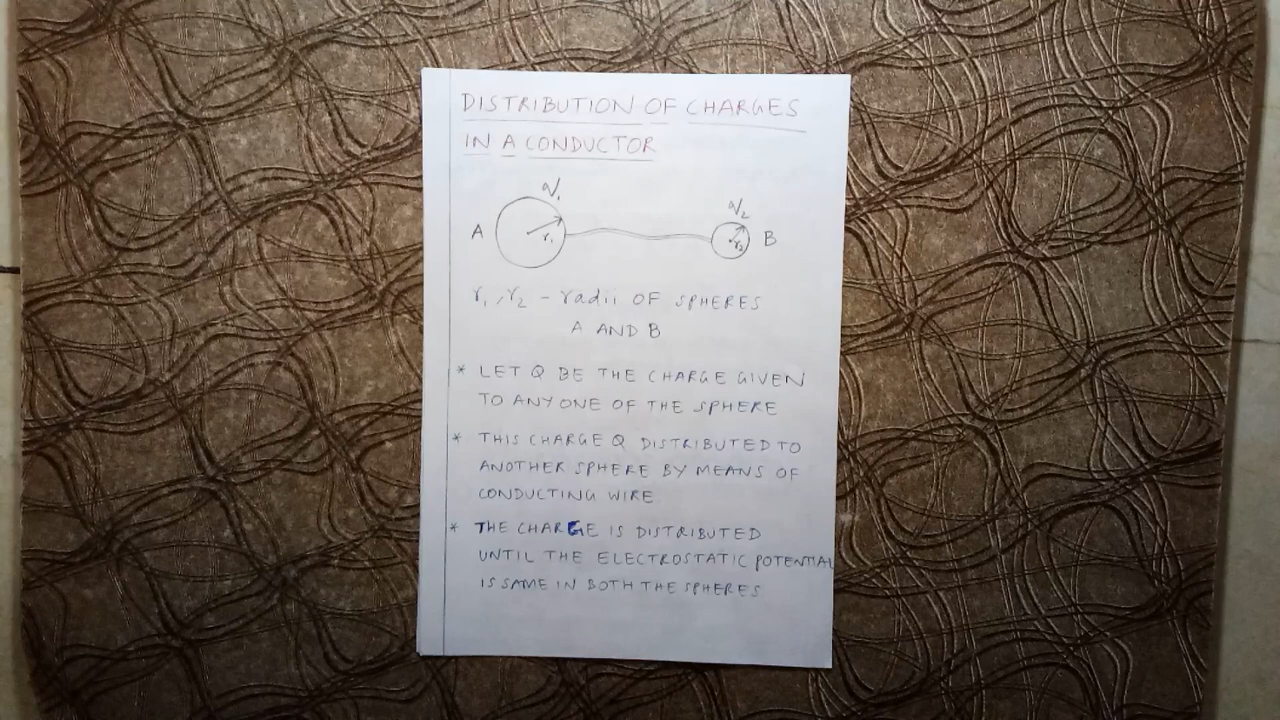 DISTRIBUTION OF CHARGES
IN A CONDUCTOR
q₁
q₂
A
r₁
r₂
B
r₁, r₂ - radii OF SPHERES
A AND B
* LET Q BE THE CHARGE GIVEN
TO ANY ONE OF THE SPHERE
* THIS CHARGE Q DISTRIBUTED TO
ANOTHER SPHERE BY MEANS OF
CONDUCTING WIRE
* THE CHARGE IS DISTRIBUTED
UNTIL THE ELECTROSTATIC POTENTIAL
IS SAME IN BOTH THE SPHERES